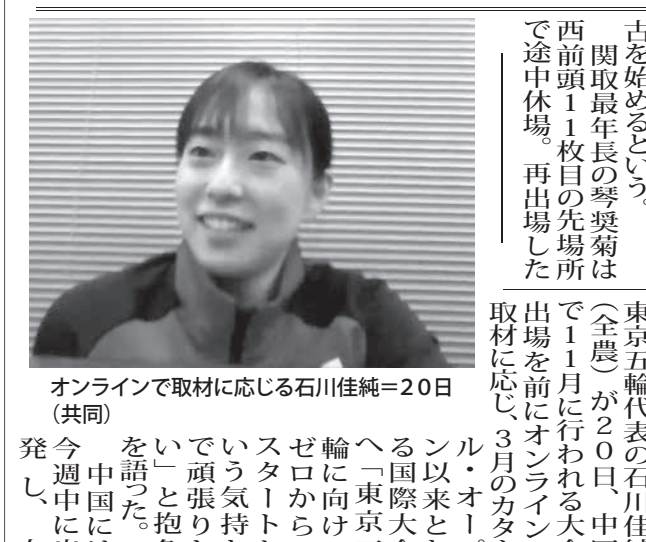 古を始めるという。
関取最年長の琴奨菊は
西前頭11枚目の先場所
で途中休場。再出場した
東京五輪代表の石川佳
（全農）が20日、中
で11月に行われる大
出場を前にオンライン
取材に応じ、3月のカタ
ル・オー
ン以来と
る国際大会
へ「東京
輪に向け
ゼロから
スタート
いう気持
で頑張り
い」と抱
を語った。
中国に
今週中に
発し、
オンラインで取材に応じる石川佳純＝20日
（共同）